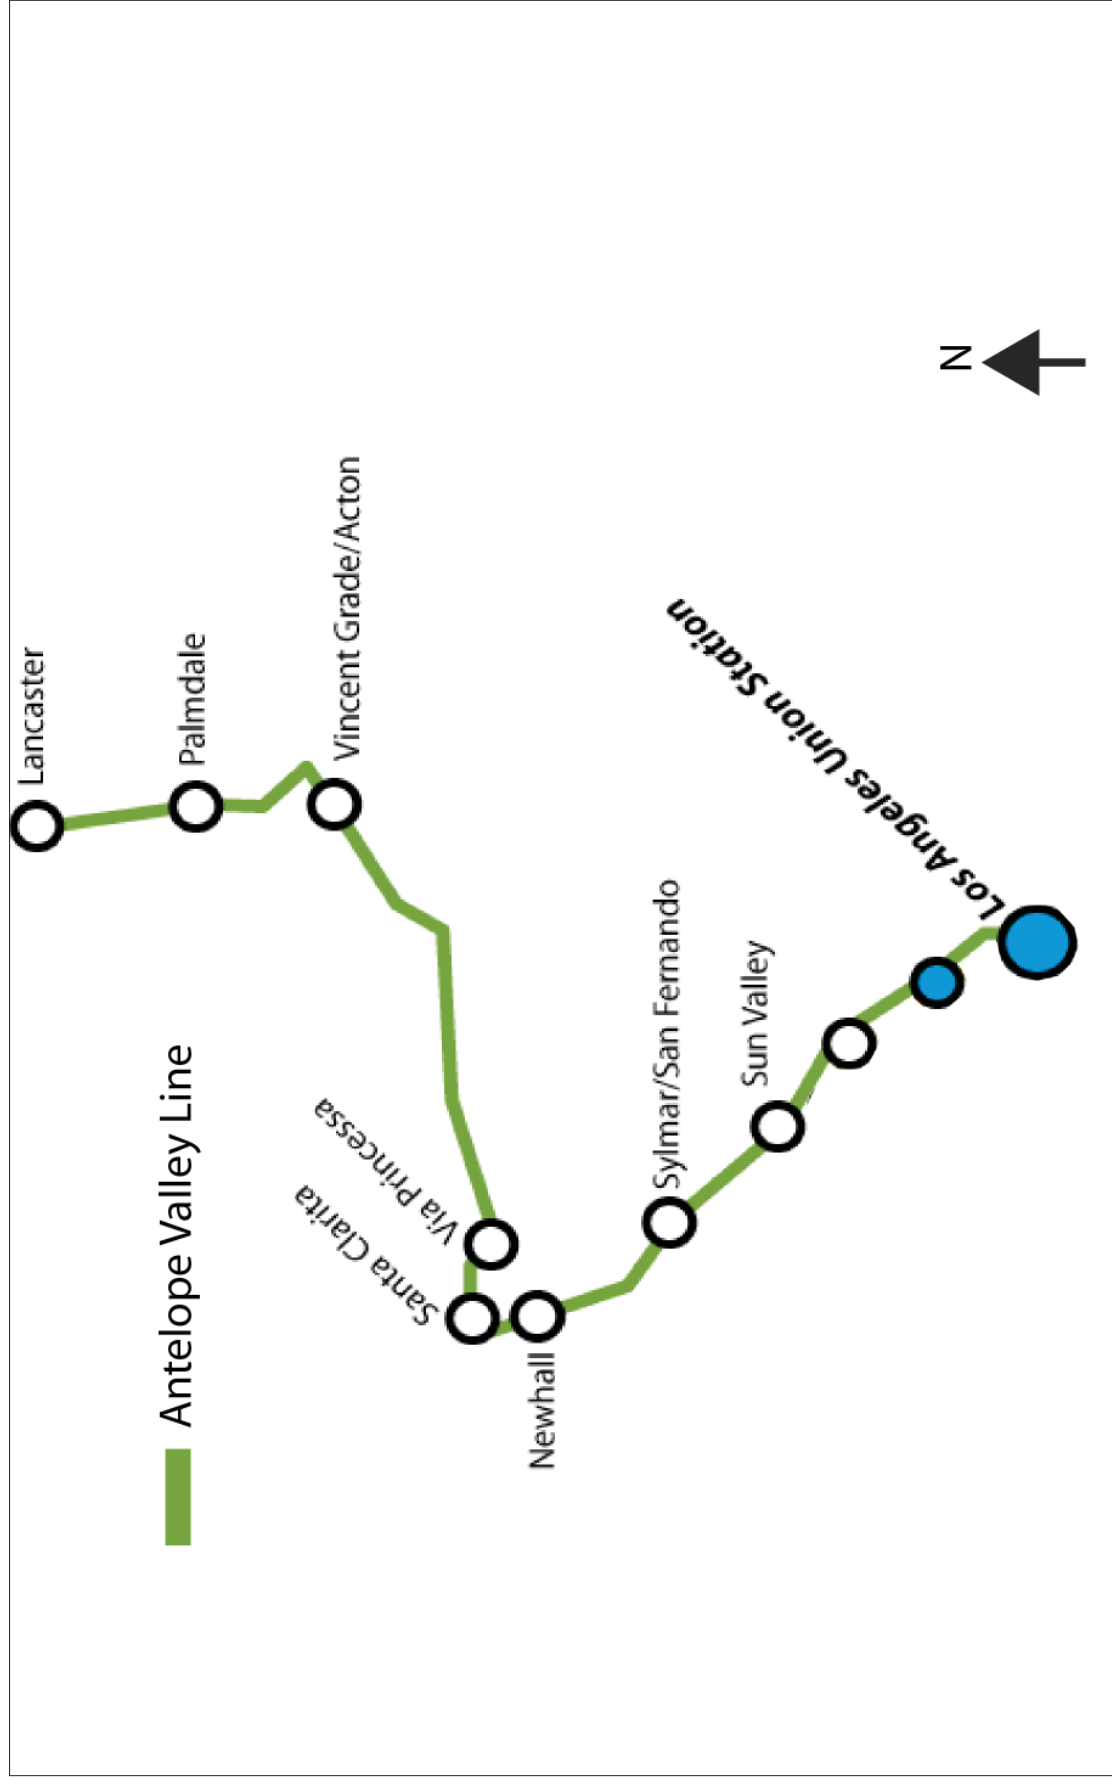 Lancaster
Palmdale
Vincent Grade/Acton
Antelope Valley Line
Via Princessa
Santa Clarita
Newhall
Sylmar/San Fernando
Sun Valley
Los Angeles Union Station
N